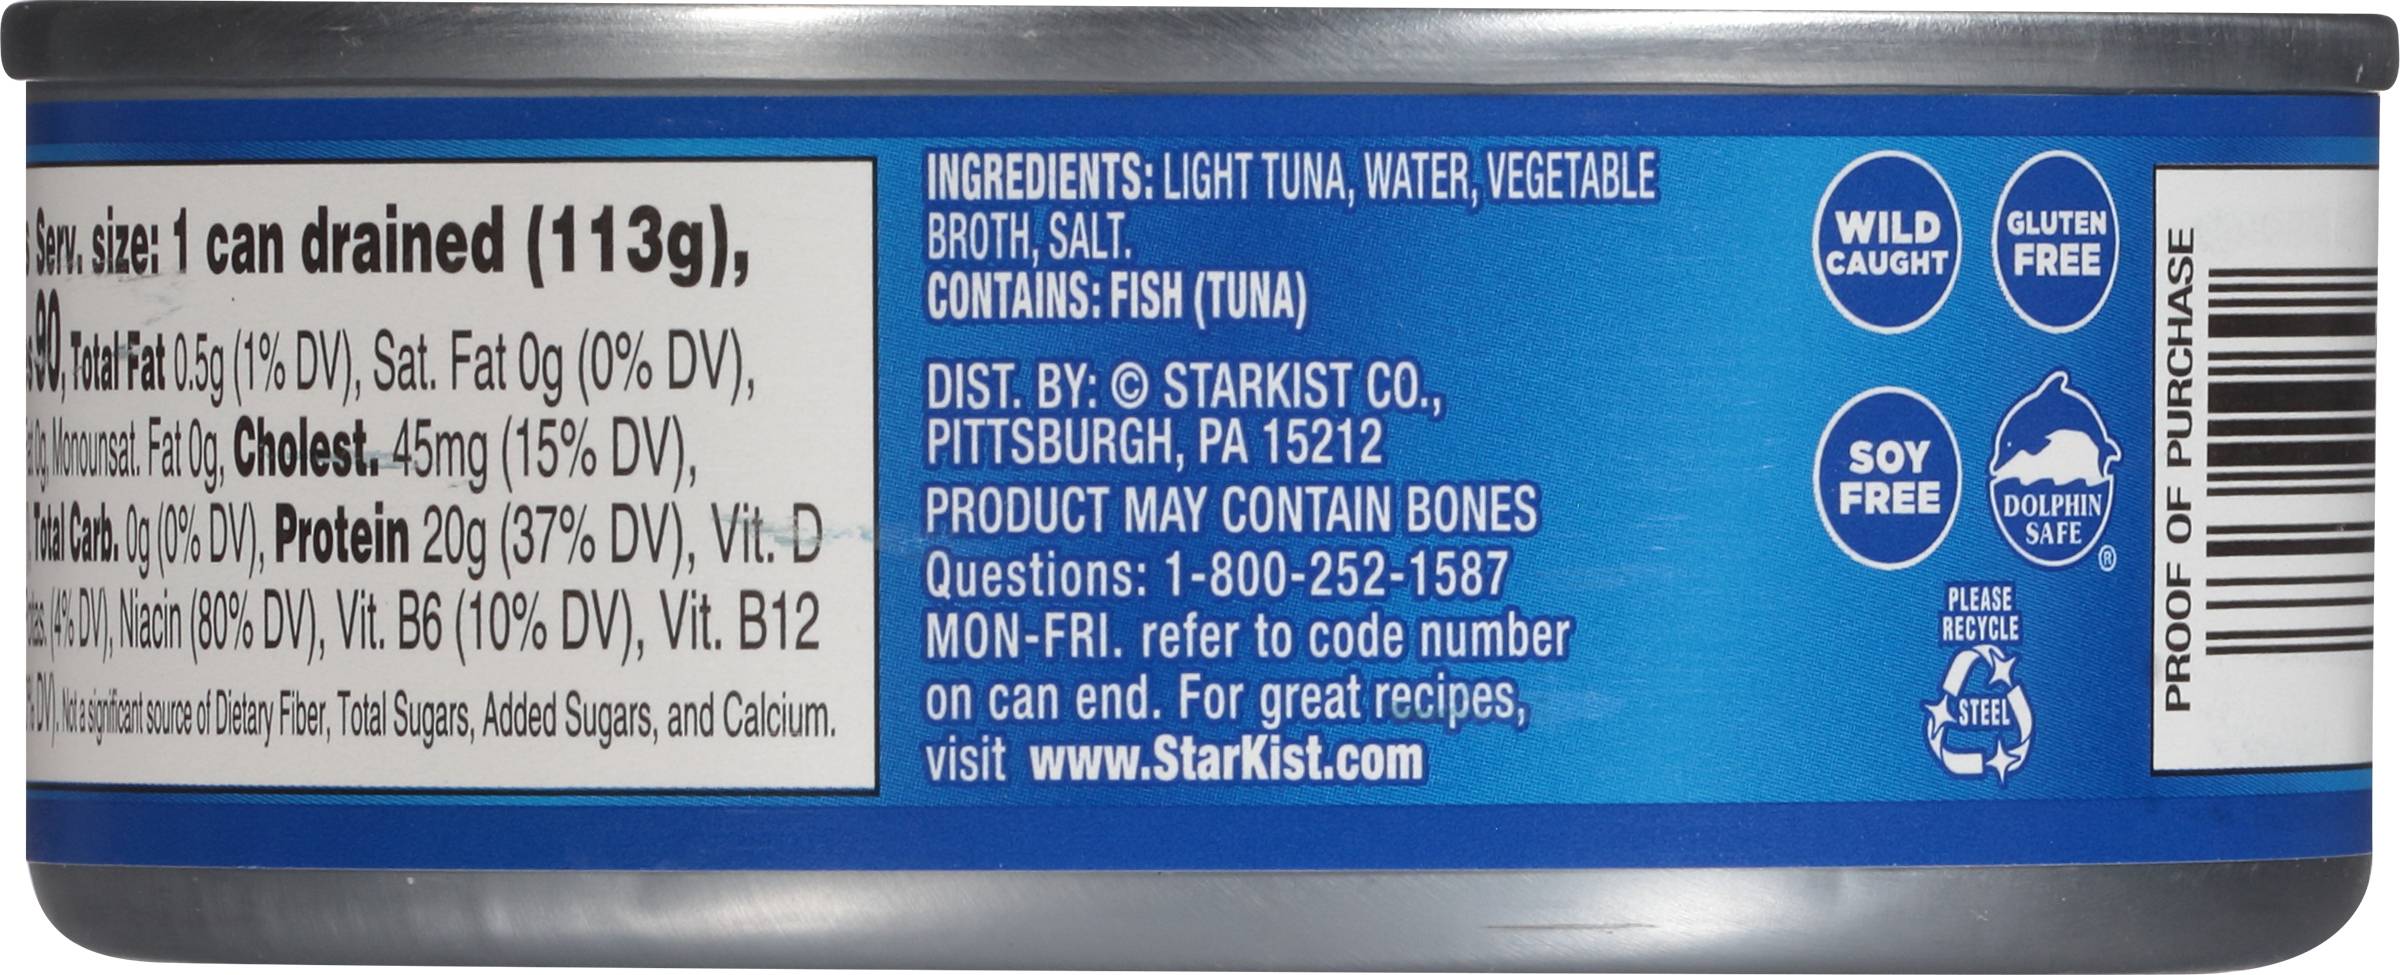 Serv. size: 1 can drained (113g),
90, Total Fat 0.5g (1% DV), Sat. Fat 0g (0% DV),
0g, Monounsat. Fat 0g, Cholest. 45mg (15% DV),
Total Carb. 0g (0% DV), Protein 20g (37% DV), Vit. D
(4% DV), Niacin (80% DV), Vit. B6 (10% DV), Vit. B12
DV). Not a significant source of Dietary Fiber, Total Sugars, Added Sugars, and Calcium.
INGREDIENTS: LIGHT TUNA, WATER, VEGETABLE
BROTH, SALT.
CONTAINS: FISH (TUNA)
DIST. BY: © STARKIST CO.,
PITTSBURGH, PA 15212
PRODUCT MAY CONTAIN BONES
Questions: 1-800-252-1587
MON-FRI. refer to code number
on can end. For great recipes,
visit www.StarKist.com
WILD
CAUGHT
GLUTEN
FREE
SOY
FREE
DOLPHIN
SAFE
®
PLEASE
RECYCLE
STEEL
PROOF OF PURCHASE